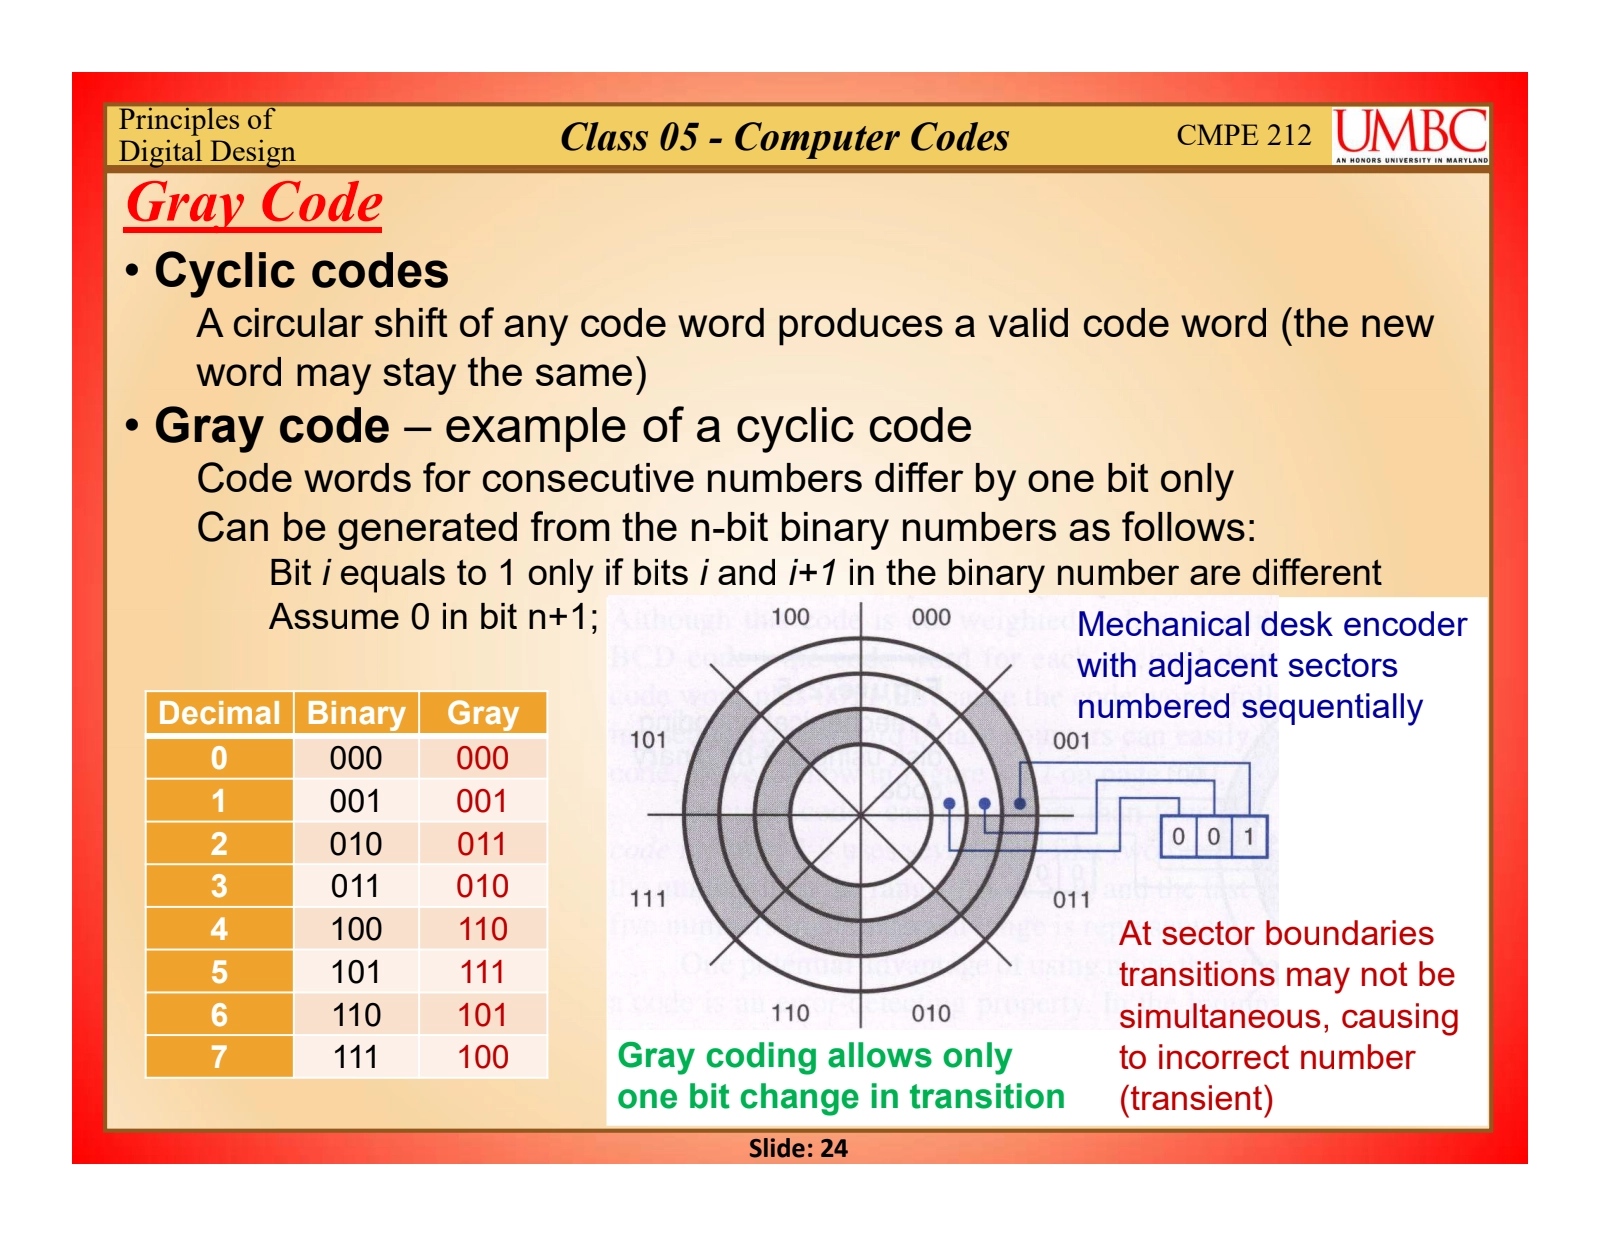 Principles of
Digital Design
Class 05 - Computer Codes
CMPE 212
UMBC
AN HONORS UNIVERSITY IN MARYLAND
Gray Code
• Cyclic codes
A circular shift of any code word produces a valid code word (the new
word may stay the same)
• Gray code – example of a cyclic code
Code words for consecutive numbers differ by one bit only
Can be generated from the n-bit binary numbers as follows:
Bit i equals to 1 only if bits i and i+1 in the binary number are different
Assume 0 in bit n+1;
Decimal Binary Gray
0 000 000
1 001 001
2 010 011
3 011 010
4 100 110
5 101 111
6 110 101
7 111 100
100 000
101 001
0 0 1
111 011
110 010
Mechanical desk encoder
with adjacent sectors
numbered sequentially
At sector boundaries
transitions may not be
simultaneous, causing
to incorrect number
(transient)
Gray coding allows only
one bit change in transition
Slide: 24